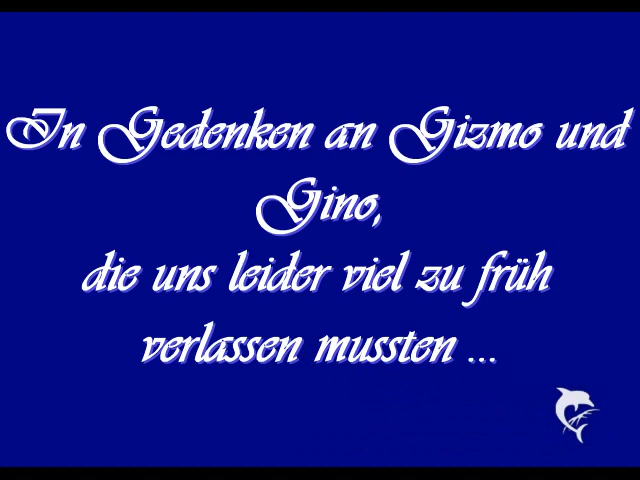 In Gedenken an Gizmo und
Gino,
die uns leider viel zu früh
verlassen mussten ...